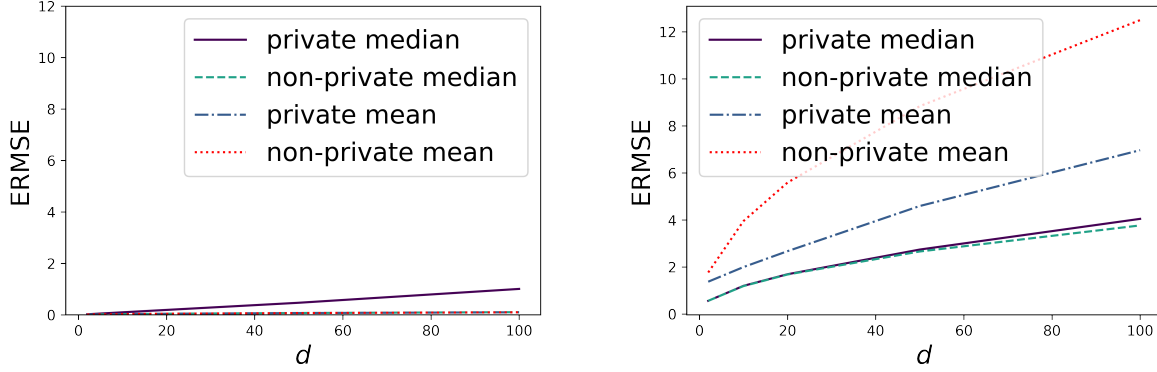 12
10
8
6
4
2
0
ERMSE
private median
non-private median
private mean
non-private mean
0 20 40 60 80 100
d
12
10
8
6
4
2
0
ERMSE
private median
non-private median
private mean
non-private mean
0 20 40 60 80 100
d